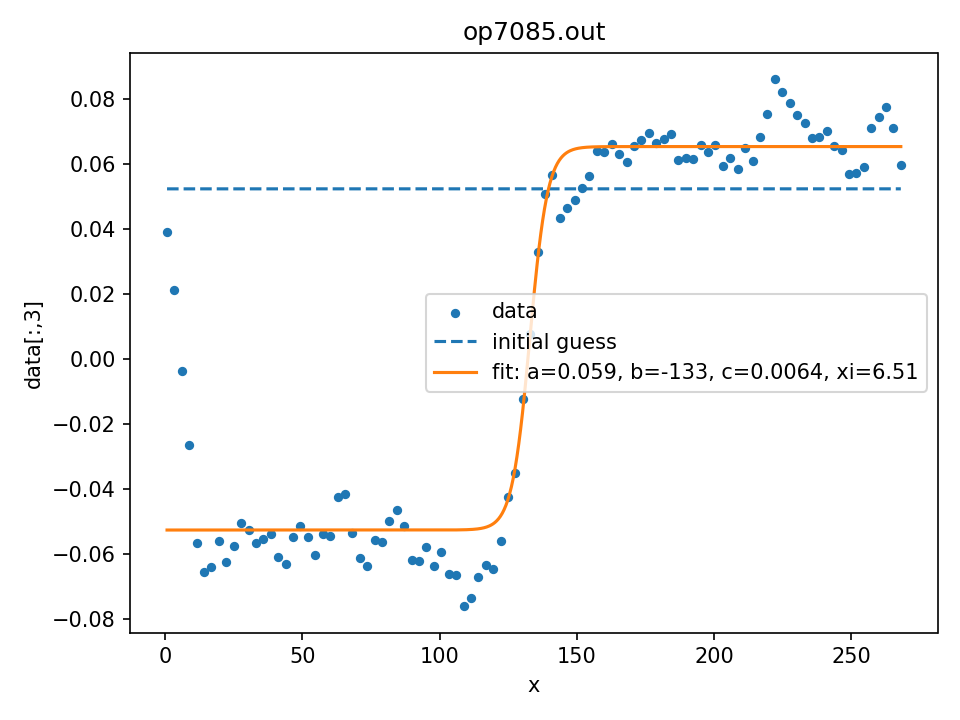 op7085.out
0.08
0.06
0.04
0.02
0.00
−0.02
−0.04
−0.06
−0.08
data[:,3]
data
initial guess
fit: a=0.059, b=-133, c=0.0064, xi=6.51
0 50 100 150 200 250
x